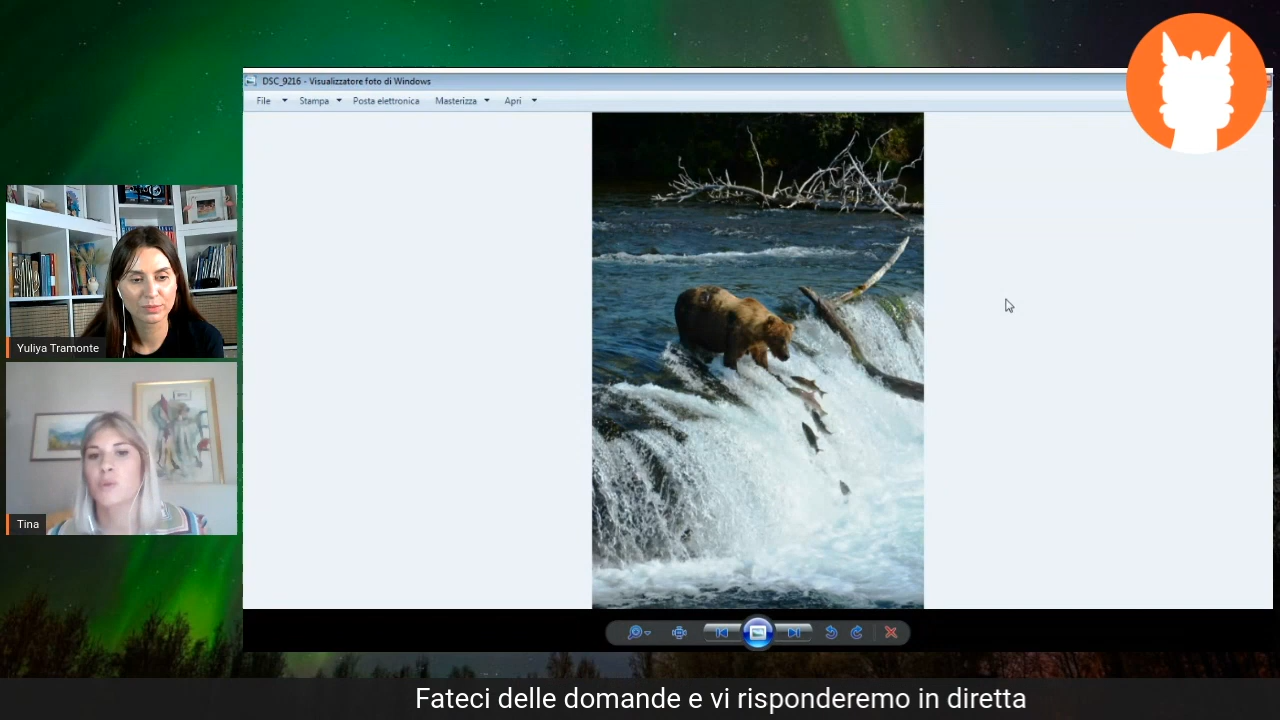 DSC_9216 - Visualizzatore foto di Windows
File Stampa Posta elettronica Masterizza Apri
Yuliya Tramonte
Tina
Fateci delle domande e vi risponderemo in diretta